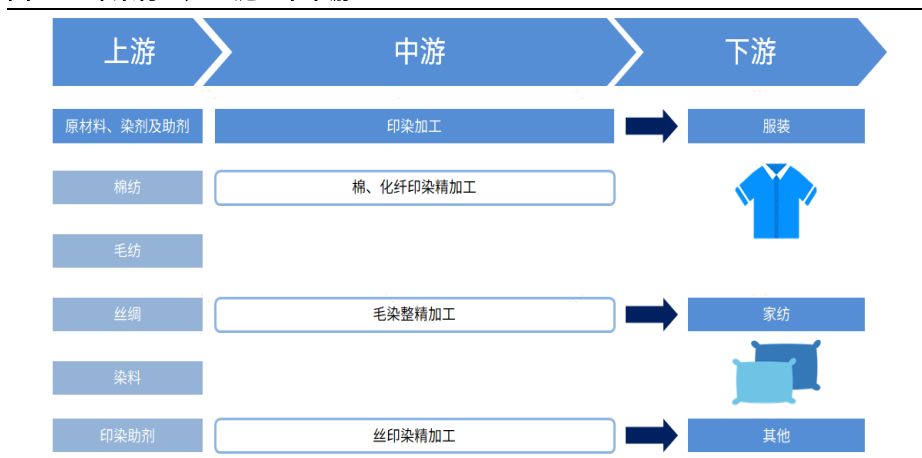 上游 中游 下游
原材料、染剂及助剂 印染加工 服装
棉纺 棉、化纤印染精加工
毛纺
丝绸 毛染整精加工 家纺
染料
印染助剂 丝印染精加工 其他